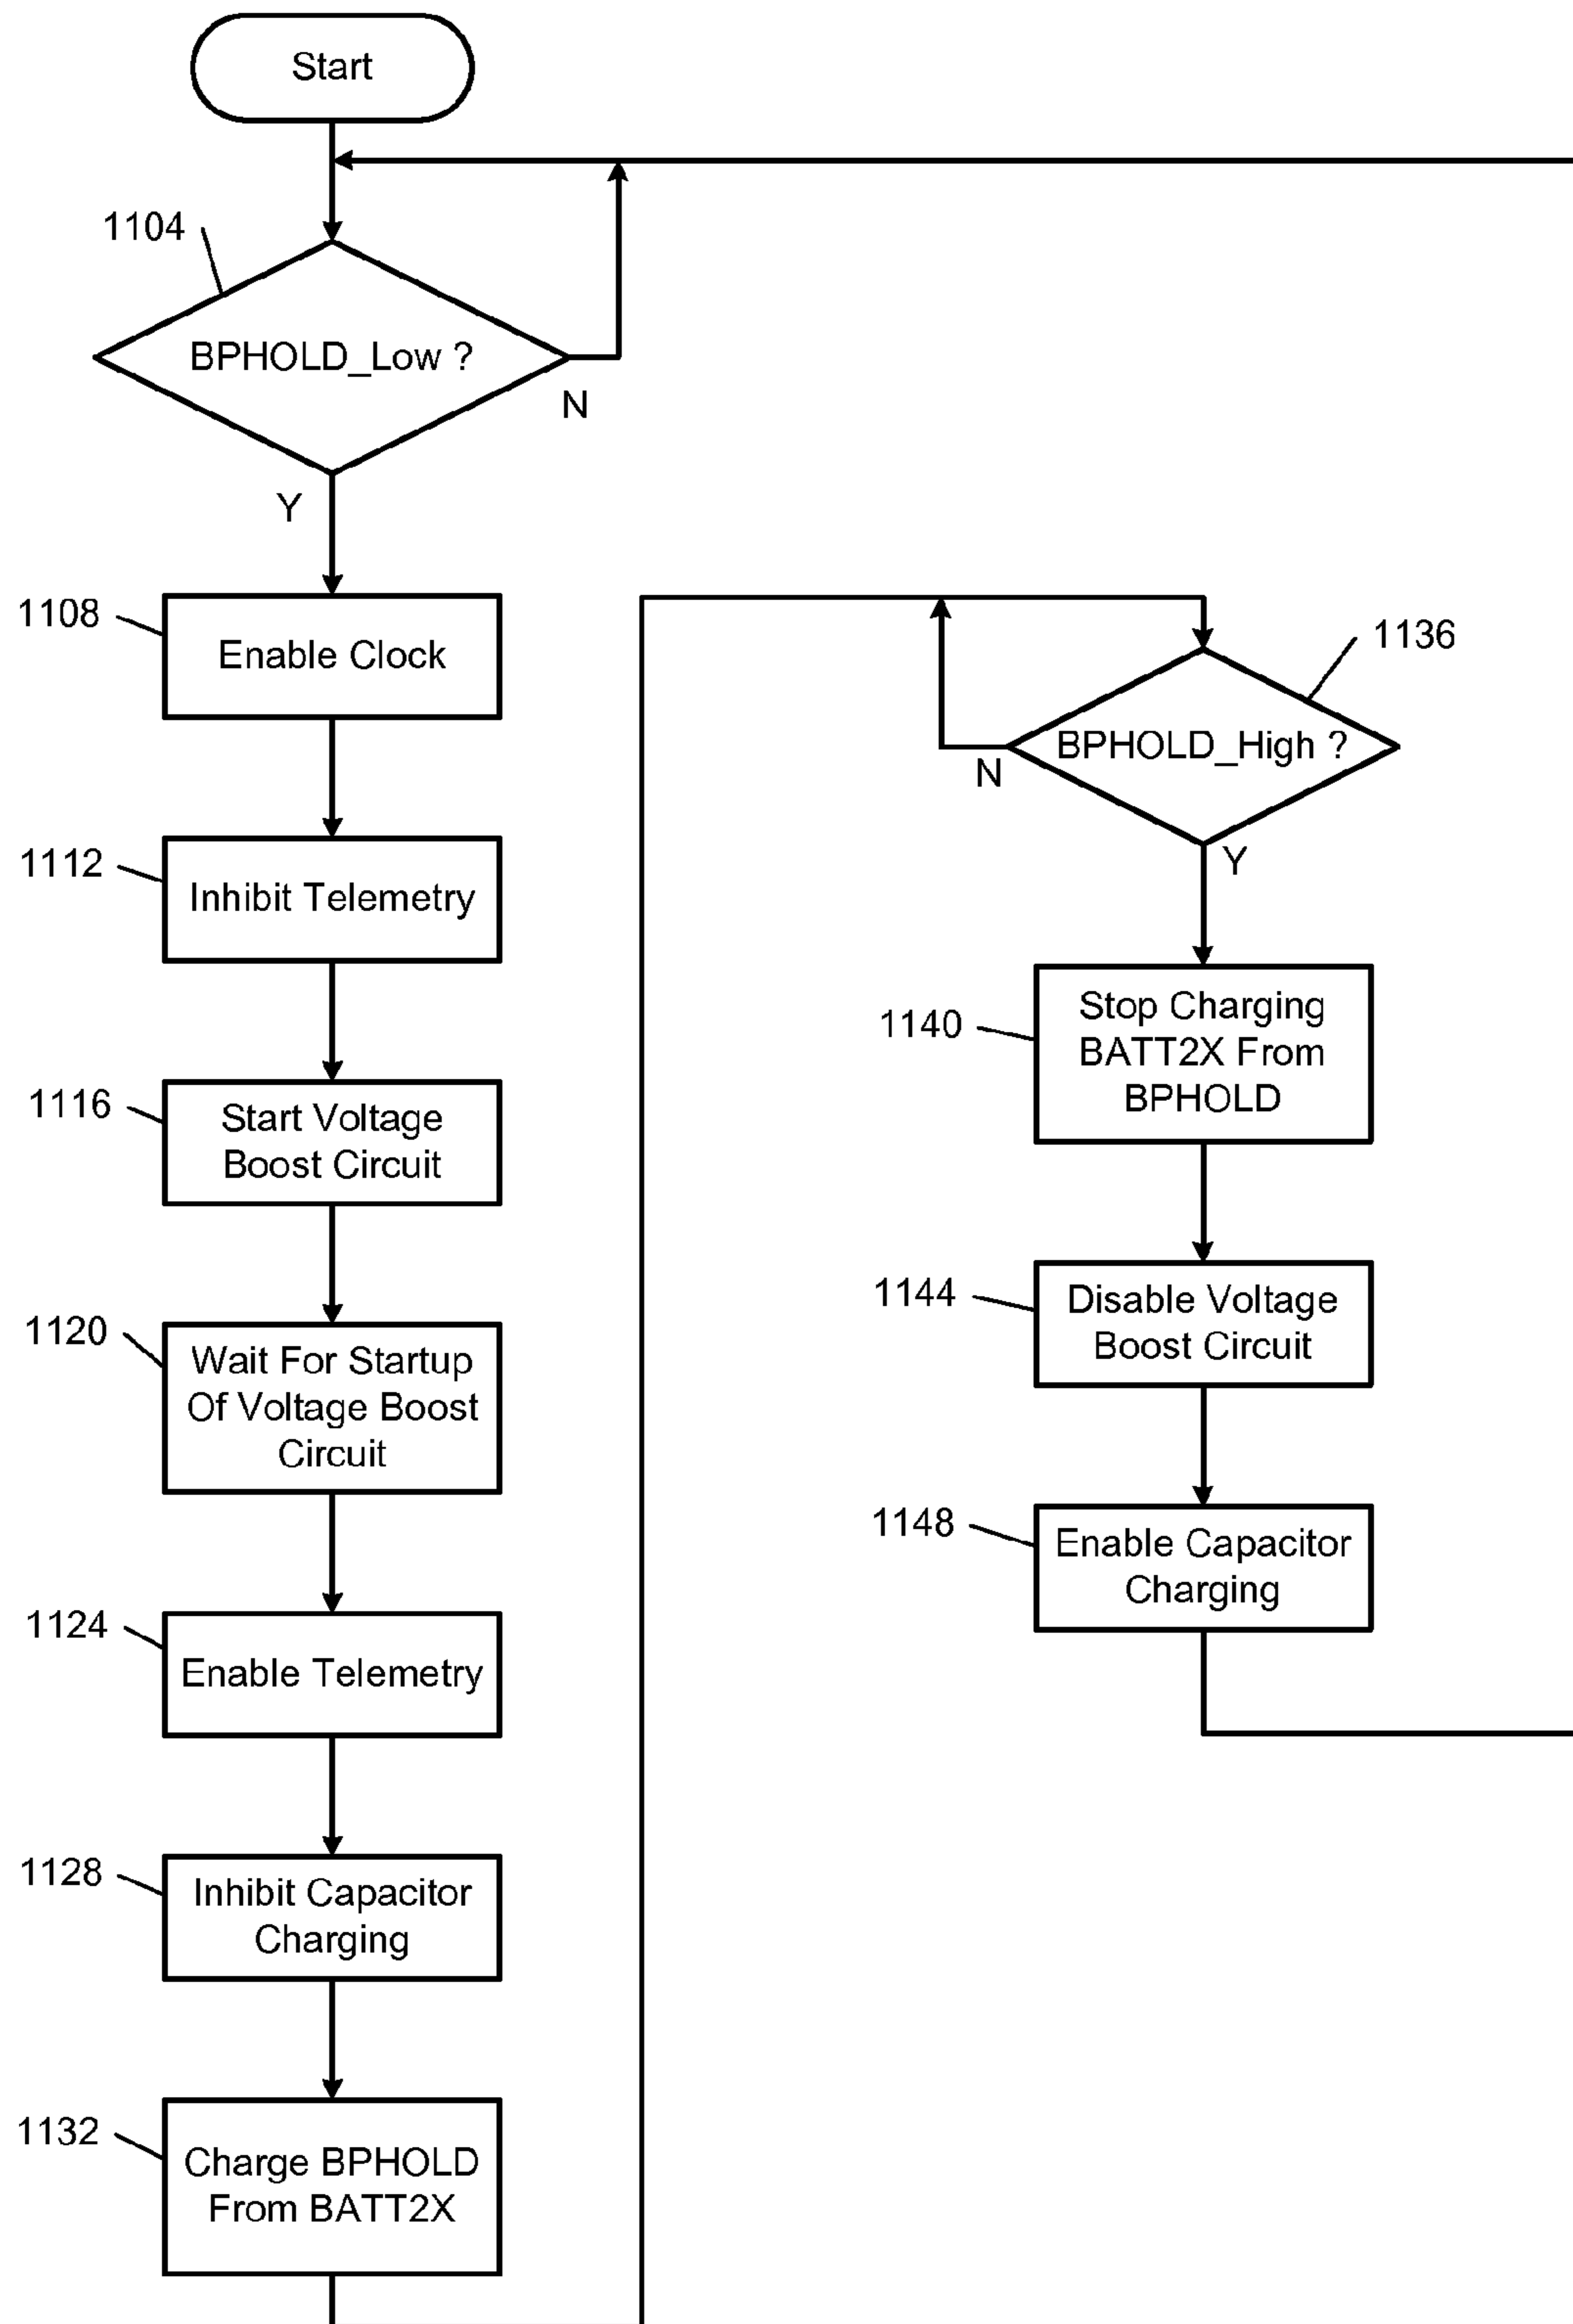 Start
1104
BPHOLD_Low ?
N
Y
1108
Enable Clock
1112
Inhibit Telemetry
1116
Start Voltage
Boost Circuit
1120
Wait For Startup
Of Voltage Boost
Circuit
1124
Enable Telemetry
1128
Inhibit Capacitor
Charging
1132
Charge BPHOLD
From BATT2X
1136
BPHOLD_High ?
N
Y
1140
Stop Charging
BATT2X From
BPHOLD
1144
Disable Voltage
Boost Circuit
1148
Enable Capacitor
Charging